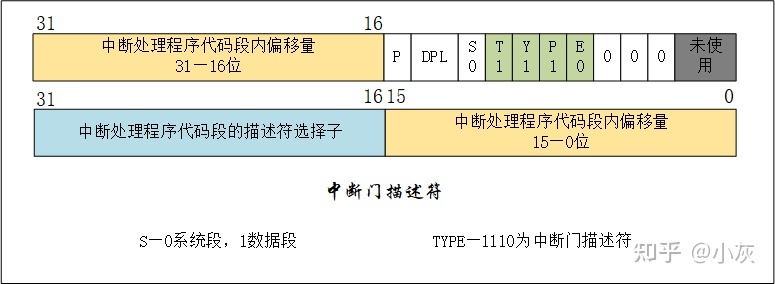 31 16
中断处理程序代码段内偏移量
31—16位
P DPL S T Y P E 0 0 0 未使
0 1 1 1 0 用
31 16 15 0
中断处理程序代码段的描述符选择子 中断处理程序代码段内偏移量
15—0位
中断门描述符
S—0系统段，1数据段 TYPE—1110为中断门描述符
知乎 @小灰